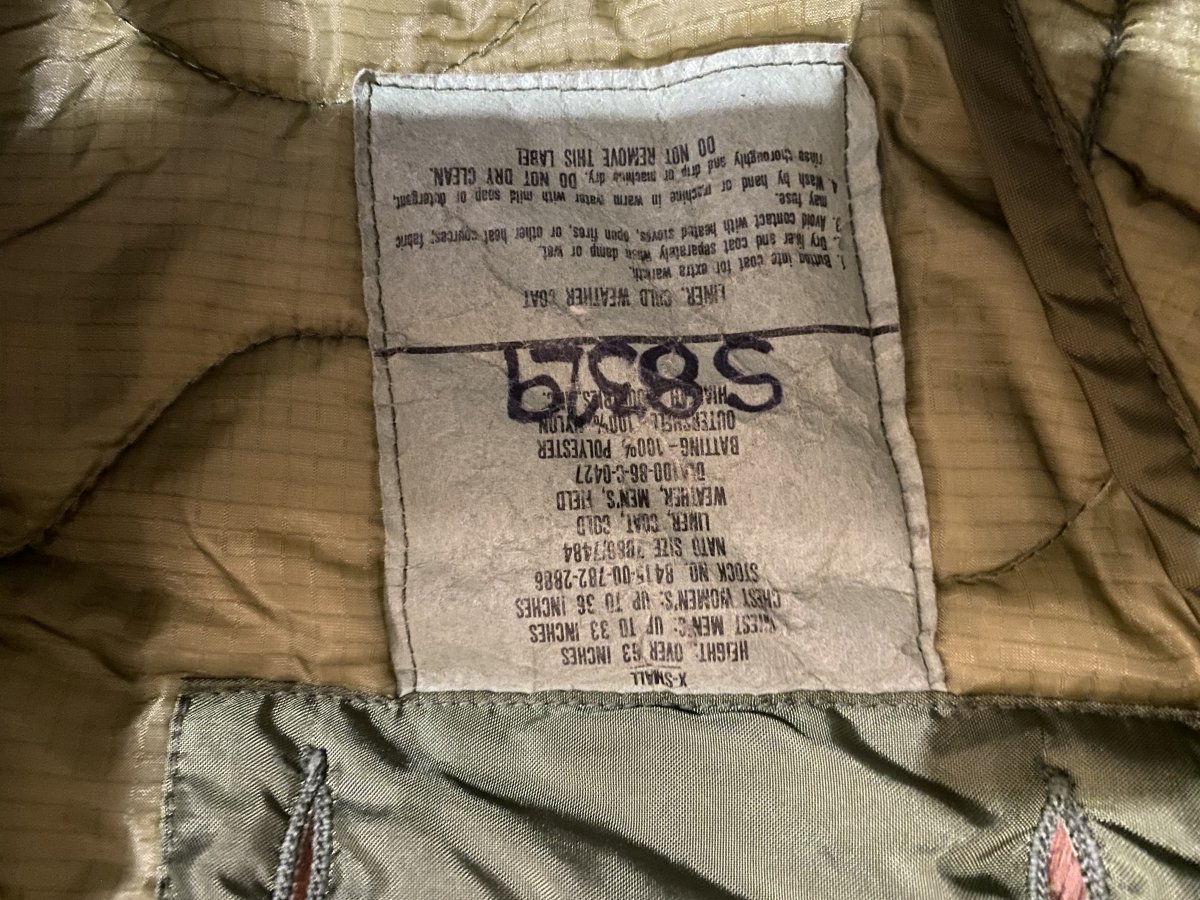 X-SMALL
HEIGHT: OVER 63 INCHES
CHEST MEN'S: UP TO 33 INCHES
CHEST WOMEN'S: UP TO 36 INCHES
STOCK NO. 8415-00-782-2886
NATO SIZE
LINER, COAT, COLD
WEATHER, MEN'S, FIELD
DLA100-86-C-0427
BATTING-100% POLYESTER
OUTERSHELL-100% NYLON
LINER, COLD WEATHER COAT
1. Button into coat for extra warmth.
2. Dry liner and coat separately when damp or wet.
3. Avoid contact with heated stoves, open fires, or other heat sources; fabric
may fuse.
4. Wash by hand or machine in warm water with mild soap or detergent,
rinse thoroughly and drip or machine dry. DO NOT DRY CLEAN.
DO NOT REMOVE THIS LABEL